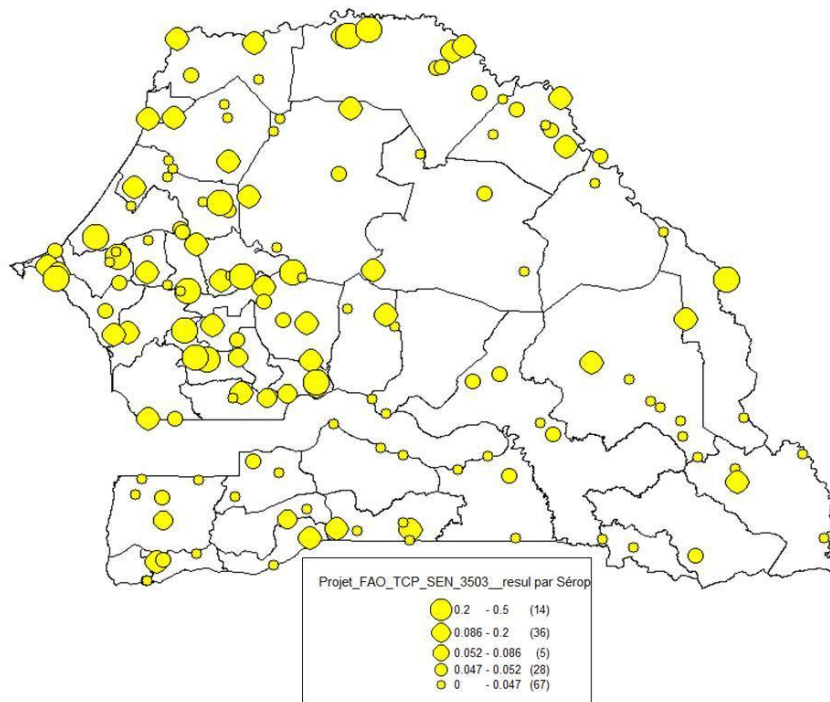 Projet_FAO_TCP_SEN_3503__resul par Sérop
0.2 - 0.5 (14)
0.086 - 0.2 (36)
0.052 - 0.086 (5)
0.047 - 0.052 (28)
0 - 0.047 (67)